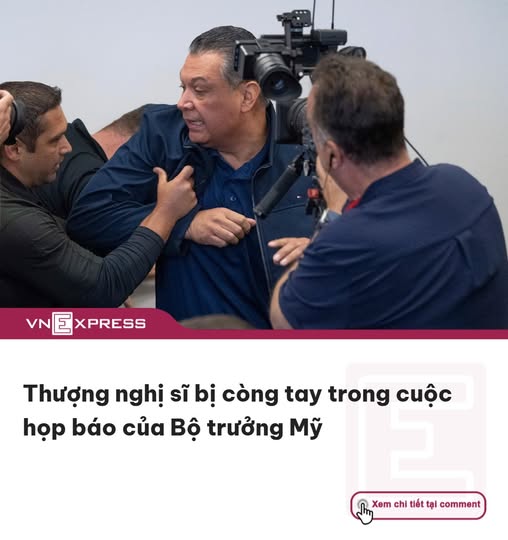 VNEXPRESS
Thượng nghị sĩ bị còng tay trong cuộc
họp báo của Bộ trưởng Mỹ
Xem chi tiết tại comment